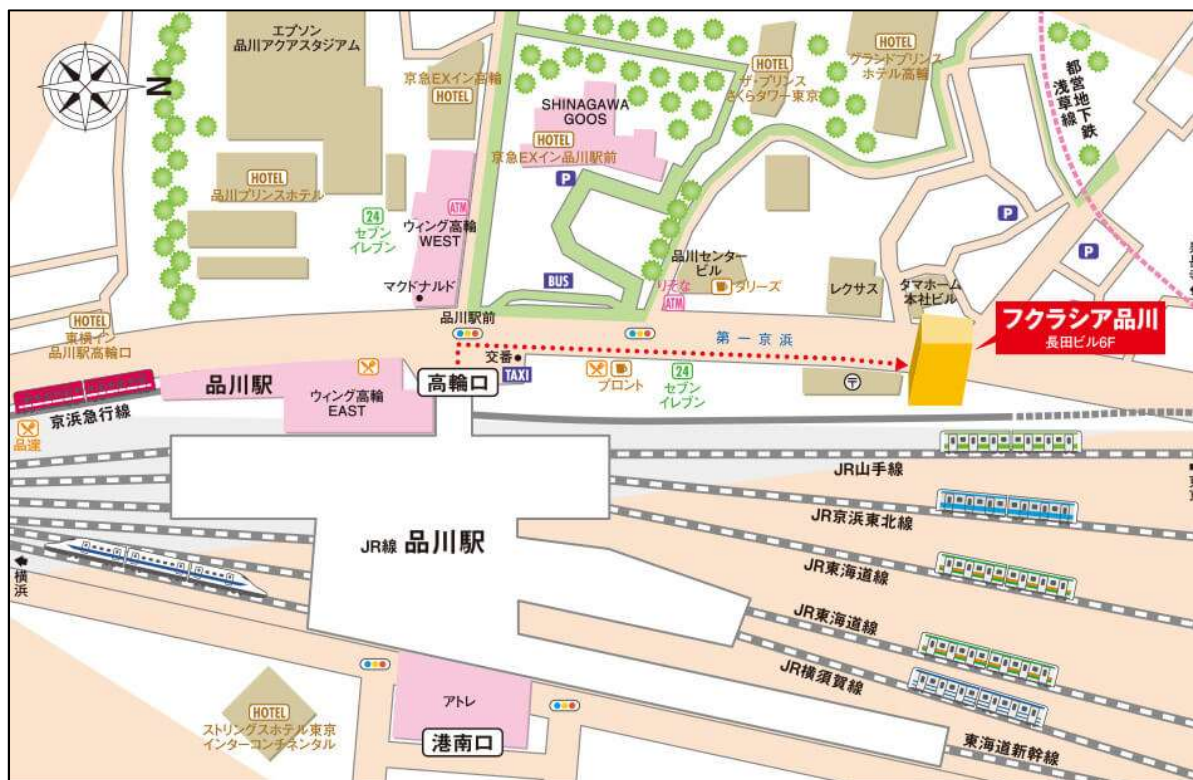 エプソン
品川アクアスタジアム
N
京急EXイン高輪
HOTEL
SHINAGAWA
GOOS
HOTEL
京急EXイン品川駅前
P
HOTEL
ザ・プリンス
さくらタワー東京
HOTEL
グランドプリンス
ホテル高輪
都営地下鉄
浅草線
HOTEL
品川プリンスホテル
24
セブン
イレブン
ATM
ウィング高輪
WEST
マクドナルド
BUS
品川センター
ビル
りそな
ATM
タリーズ
レクサス
タマホーム
本社ビル
P
P
HOTEL
東横イン
品川駅高輪口
品川駅前
第一京浜
フクラシア品川
長田ビル6F
交番
TAXI
高輪口
プロント
24
セブン
イレブン
〒
品川駅
ウィング高輪
EAST
京浜急行線
品達
JR山手線
JR京浜東北線
JR線 品川駅
JR東海道線
JR東海道線
JR横須賀線
東海道新幹線
横浜
アトレ
港南口
HOTEL
ストリングスホテル東京
インターコンチネンタル